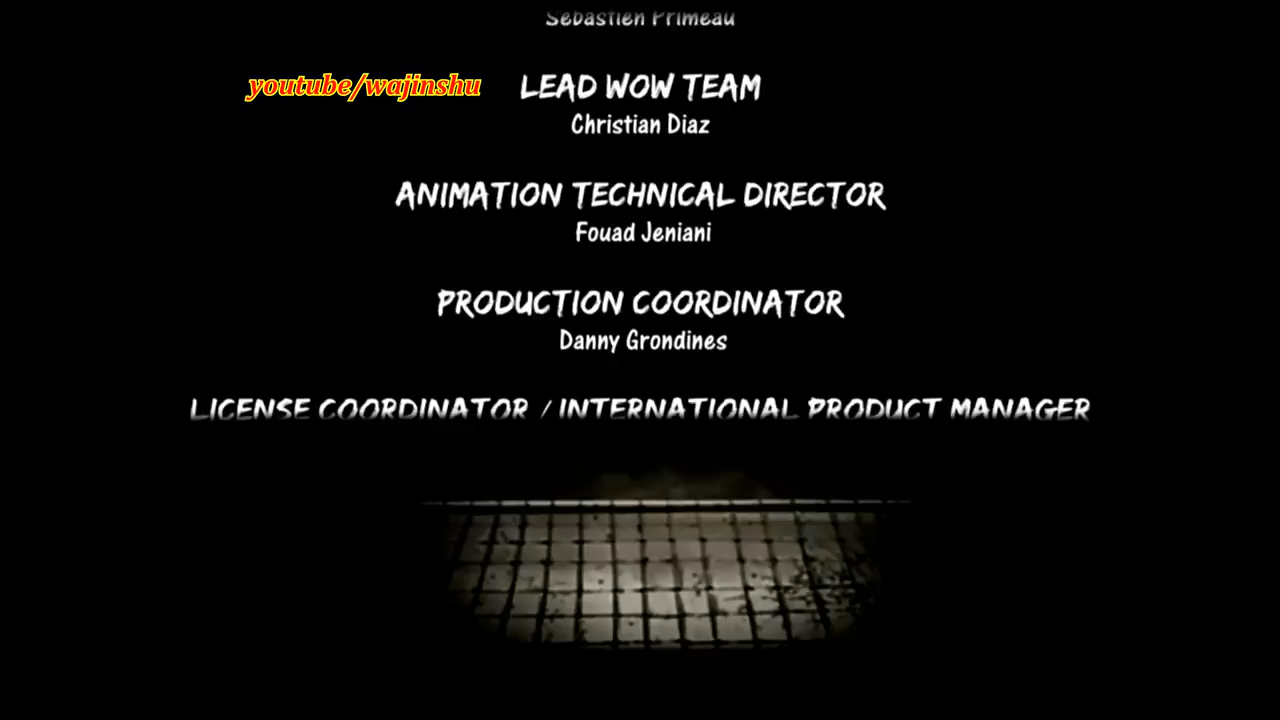 Sebastien Primeau
youtube/wajinshu
LEAD WOW TEAM
Christian Diaz
ANIMATION TECHNICAL DIRECTOR
Fouad Jeniani
PRODUCTION COORDINATOR
Danny Grondines
LICENSE COORDINATOR / INTERNATIONAL PRODUCT MANAGER